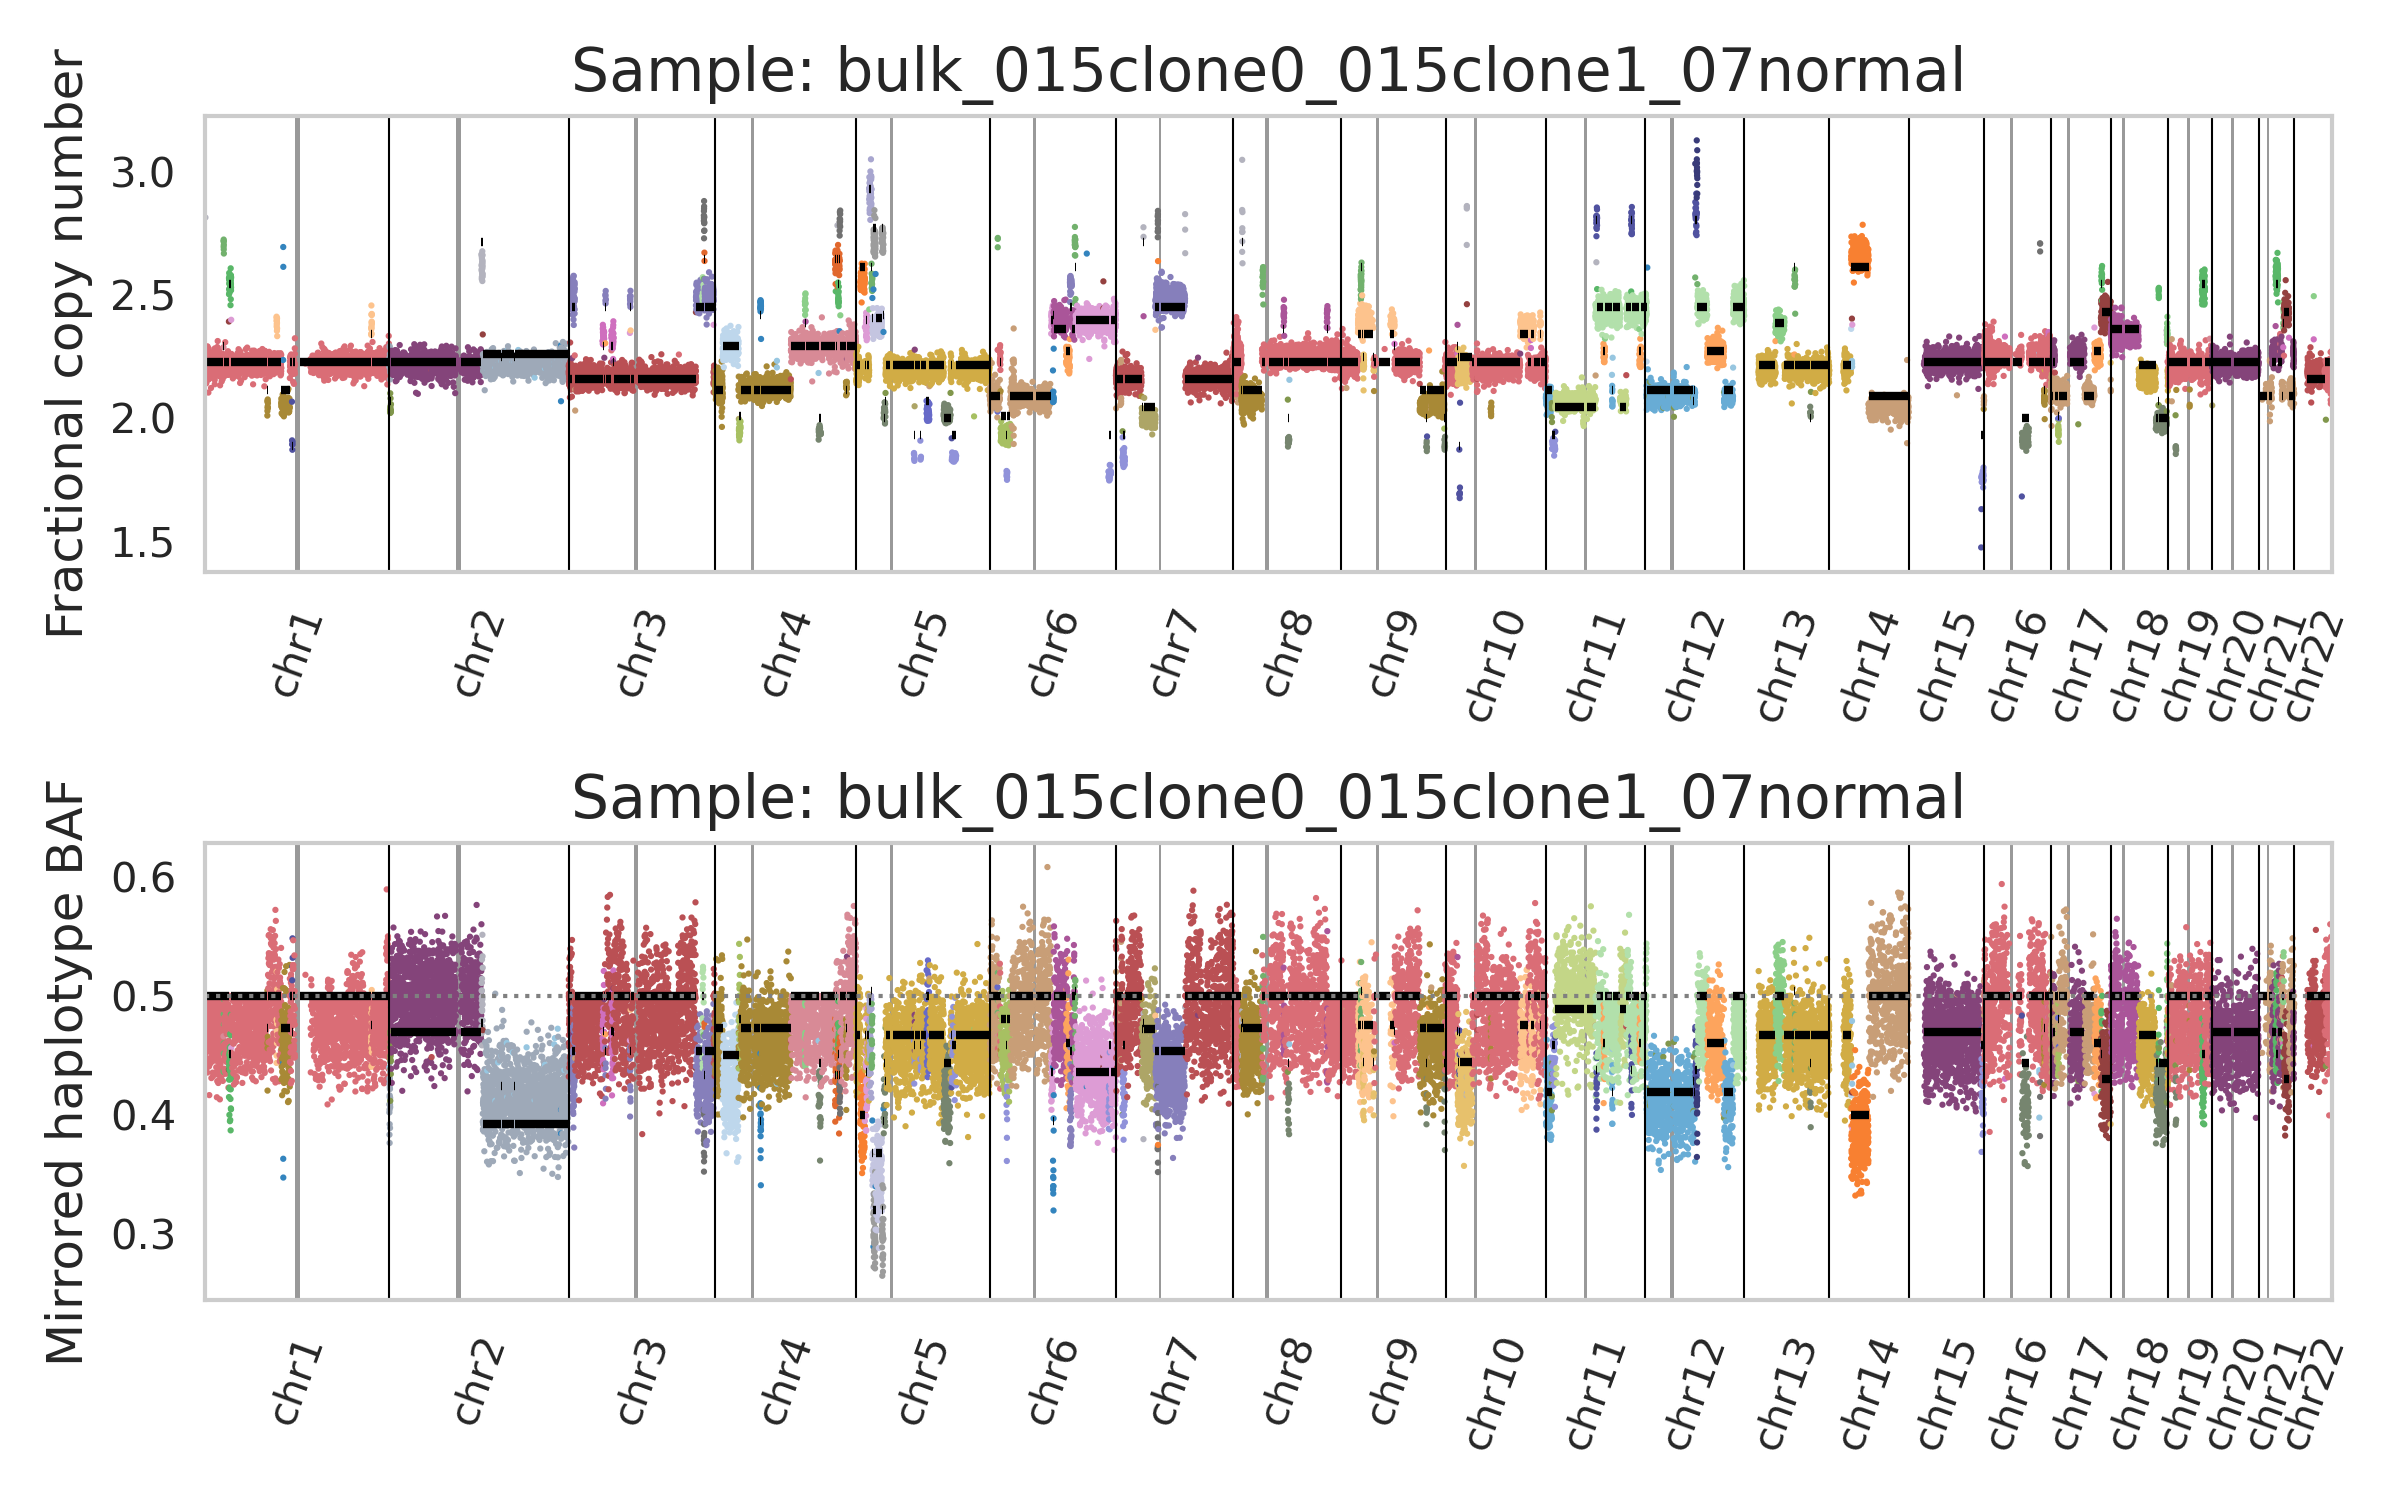 Sample: bulk_015clone0_015clone1_07normal
Fractional copy number
3.0
2.5
2.0
1.5
chr1 chr2 chr3 chr4 chr5 chr6 chr7 chr8 chr9 chr10 chr11 chr12 chr13 chr14 chr15 chr16 chr17 chr18 chr19 chr20 chr21 chr22
Sample: bulk_015clone0_015clone1_07normal
Mirrored haplotype BAF
0.6
0.5
0.4
0.3
chr1 chr2 chr3 chr4 chr5 chr6 chr7 chr8 chr9 chr10 chr11 chr12 chr13 chr14 chr15 chr16 chr17 chr18 chr19 chr20 chr21 chr22